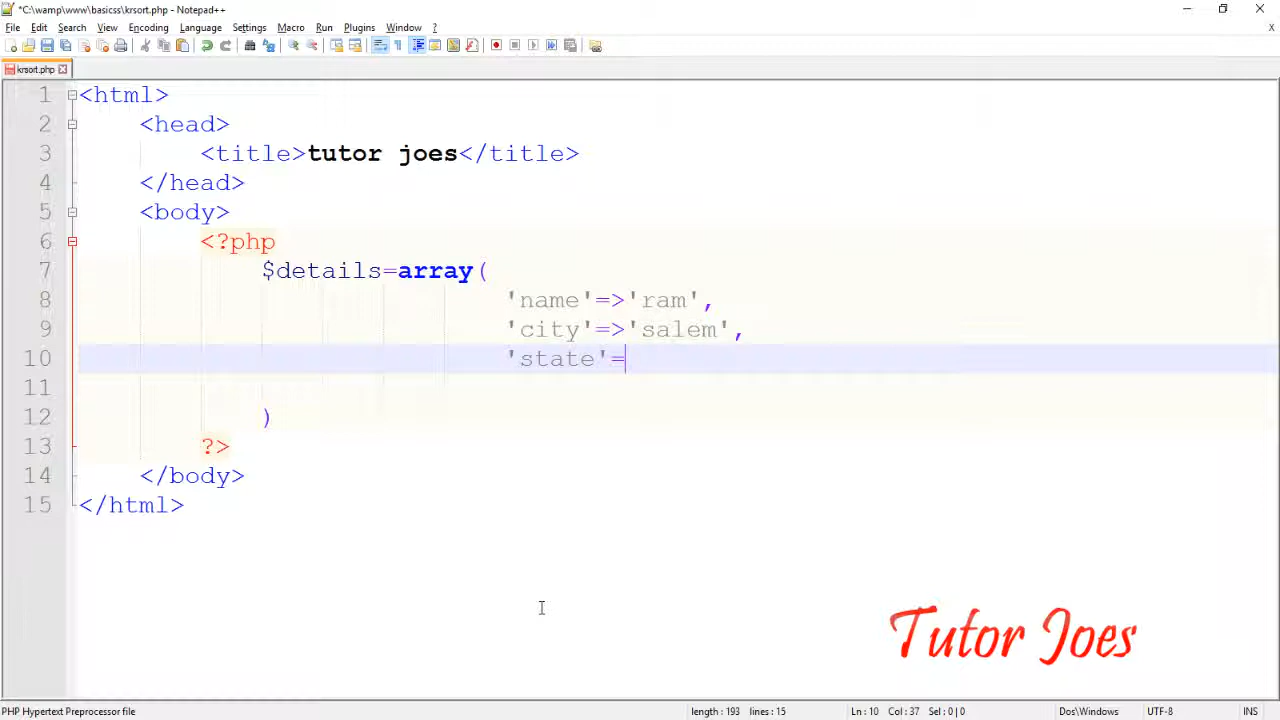 *C:\wamp\www\basicss\krsort.php - Notepad++
File Edit Search View Encoding Language Settings Macro Run Plugins Window ?
X
krsort.php
1 <html>
2 <head>
3 <title>tutor joes</title>
4 </head>
5 <body>
6 <?php
7 $details=array(
8 'name'=>'ram',
9 'city'=>'salem',
10 'state'=
11
12 )
13 ?>
14 </body>
15 </html>
Tutor Joes
PHP Hypertext Preprocessor file length : 193 lines : 15 Ln : 10 Col : 37 Sel : 0 | 0 Dos\Windows UTF-8 INS